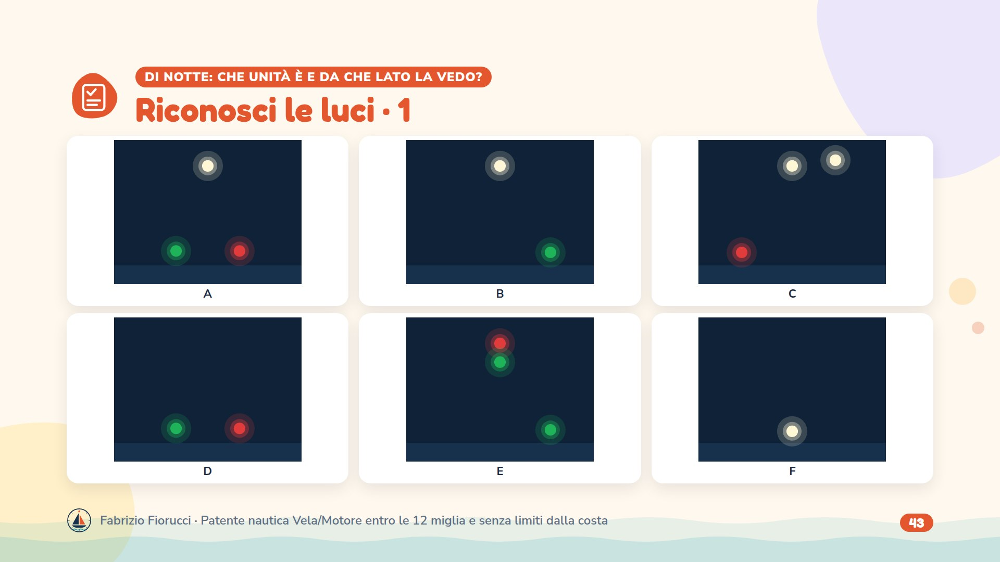 DI NOTTE: CHE UNITÀ È E DA CHE LATO LA VEDO?
Riconosci le luci · 1
A
B
C
D
E
F
Fabrizio Fiorucci · Patente nautica Vela/Motore entro le 12 miglia e senza limiti dalla costa
43